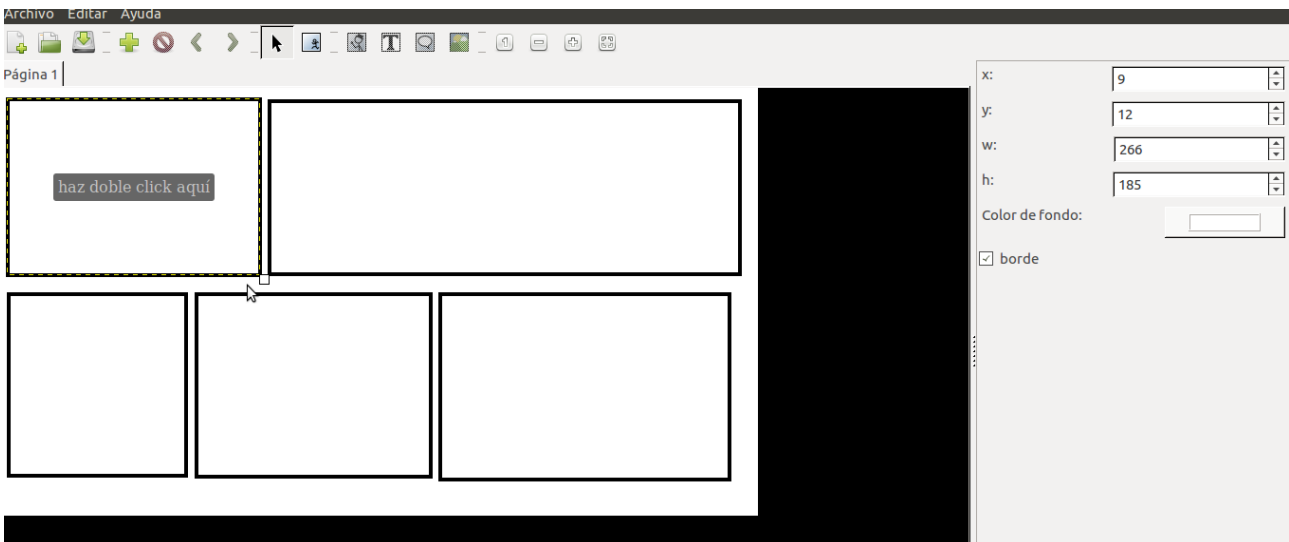 Archivo Editar Ayuda
Página 1
haz doble click aquí
x: 9
y: 12
w: 266
h: 185
Color de fondo:
borde